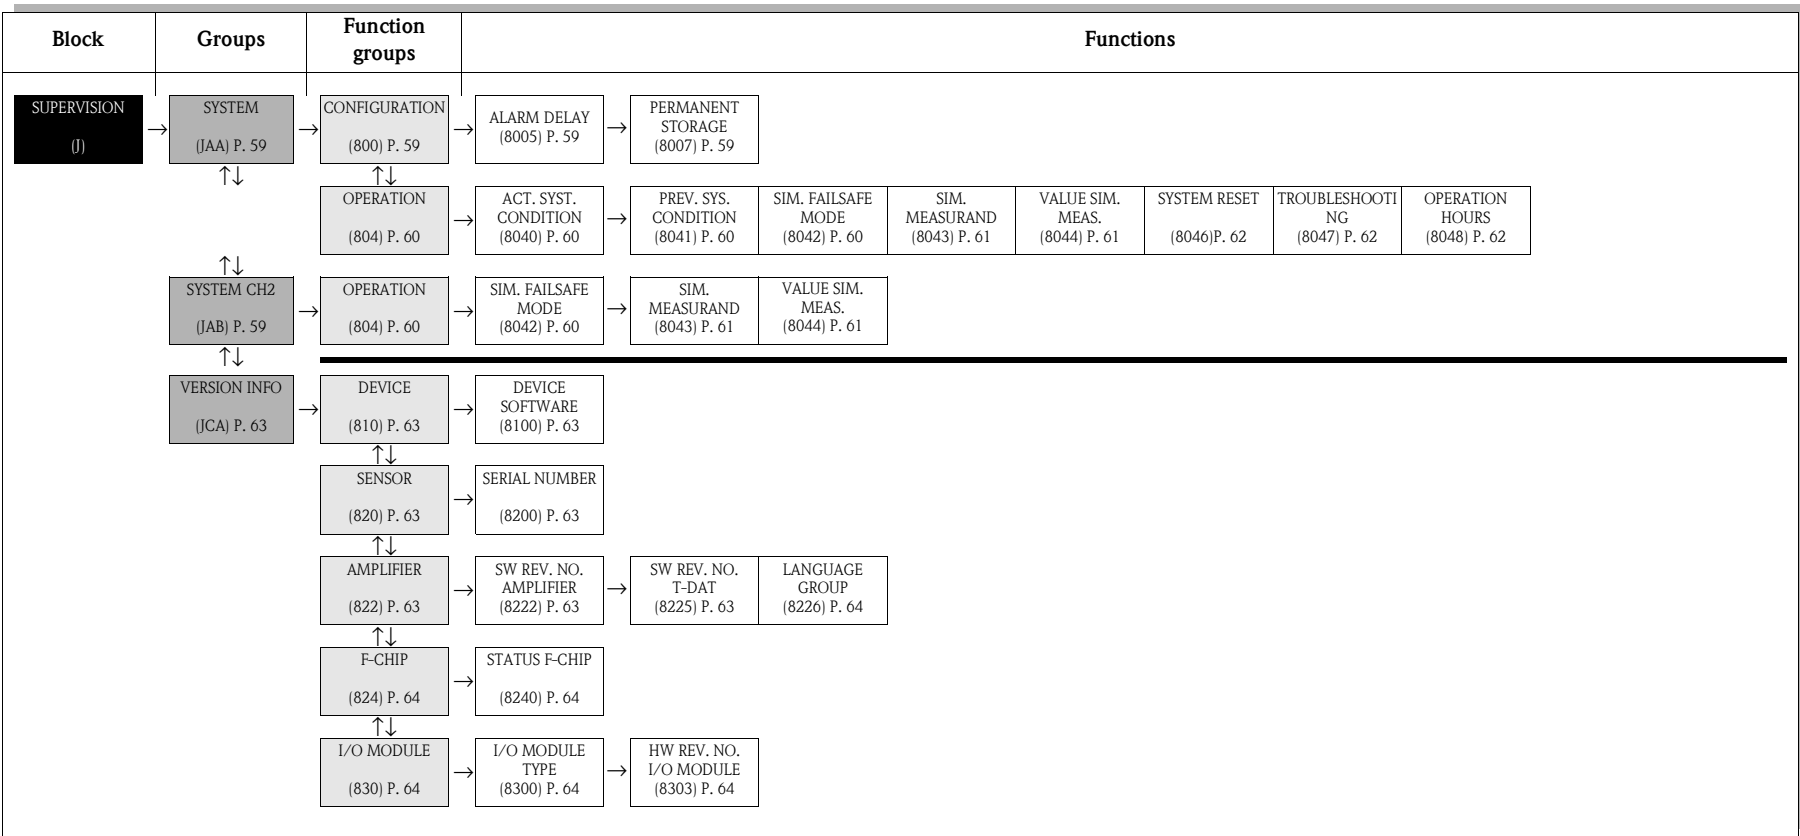 Block
Groups
Function
groups
Functions
SUPERVISION
(J)
SYSTEM
(JAA) P. 59
CONFIGURATION
(800) P. 59
ALARM DELAY
(8005) P. 59
PERMANENT
STORAGE
(8007) P. 59
OPERATION
(804) P. 60
ACT. SYST.
CONDITION
(8040) P. 60
PREV. SYS.
CONDITION
(8041) P. 60
SIM. FAILSAFE
MODE
(8042) P. 60
SIM.
MEASURAND
(8043) P. 61
VALUE SIM.
MEAS.
(8044) P. 61
SYSTEM RESET
(8046)P. 62
TROUBLESHOOTI
NG
(8047) P. 62
OPERATION
HOURS
(8048) P. 62
SYSTEM CH2
(JAB) P. 59
OPERATION
(804) P. 60
SIM. FAILSAFE
MODE
(8042) P. 60
SIM.
MEASURAND
(8043) P. 61
VALUE SIM.
MEAS.
(8044) P. 61
VERSION INFO
(JCA) P. 63
DEVICE
(810) P. 63
DEVICE
SOFTWARE
(8100) P. 63
SENSOR
(820) P. 63
SERIAL NUMBER
(8200) P. 63
AMPLIFIER
(822) P. 63
SW REV. NO.
AMPLIFIER
(8222) P. 63
SW REV. NO.
T-DAT
(8225) P. 63
LANGUAGE
GROUP
(8226) P. 64
F-CHIP
(824) P. 64
STATUS F-CHIP
(8240) P. 64
I/O MODULE
(830) P. 64
I/O MODULE
TYPE
(8300) P. 64
HW REV. NO.
I/O MODULE
(8303) P. 64